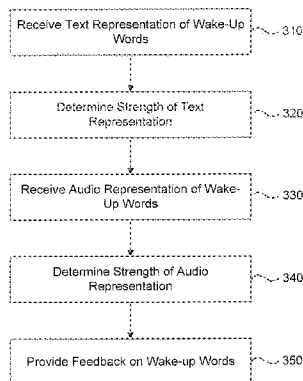 Receive Text Representation of Wake-Up
Words
310
Determine Strength of Text
Representation
320
Receive Audio Representation of Wake-
Up Words
330
Determine Strength of Audio
Representation
340
Provide Feedback on Wake-up Words
350